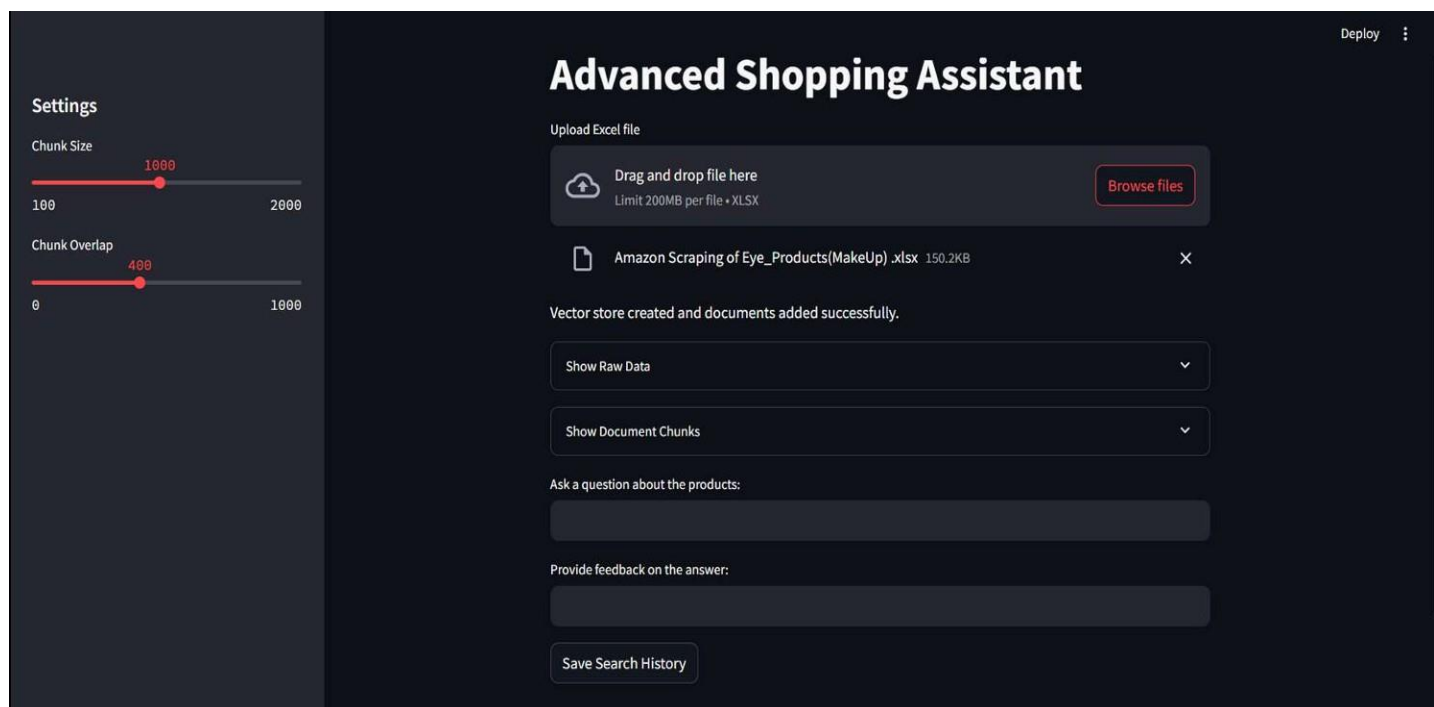 Deploy
Settings
Chunk Size
1000
100 2000
Chunk Overlap
400
0 1000
Advanced Shopping Assistant
Upload Excel file
Drag and drop file here
Limit 200MB per file • XLSX
Browse files
Amazon Scraping of Eye_Products(MakeUp) .xlsx 150.2KB
Vector store created and documents added successfully.
Show Raw Data
Show Document Chunks
Ask a question about the products:
Provide feedback on the answer:
Save Search History